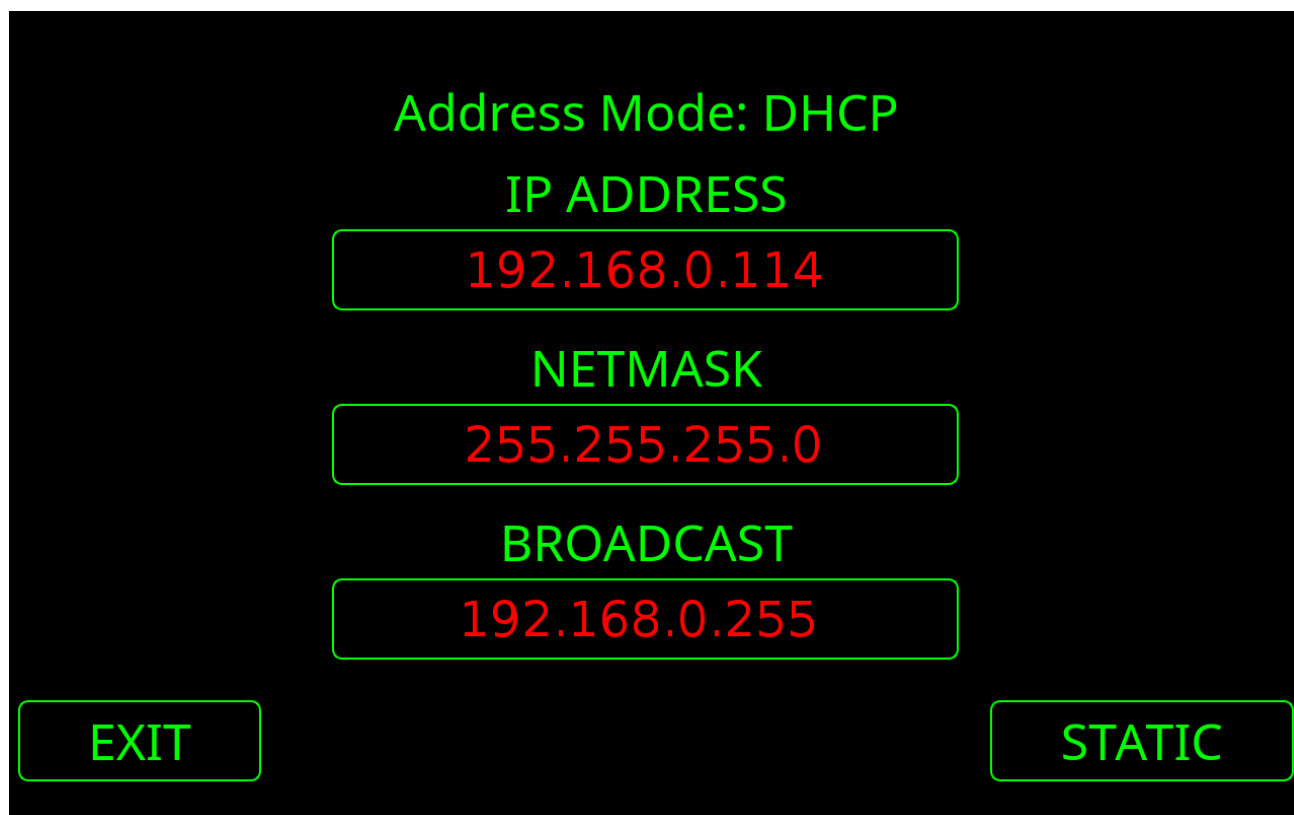 Address Mode: DHCP
IP ADDRESS
192.168.0.114
NETMASK
255.255.255.0
BROADCAST
192.168.0.255
EXIT
STATIC